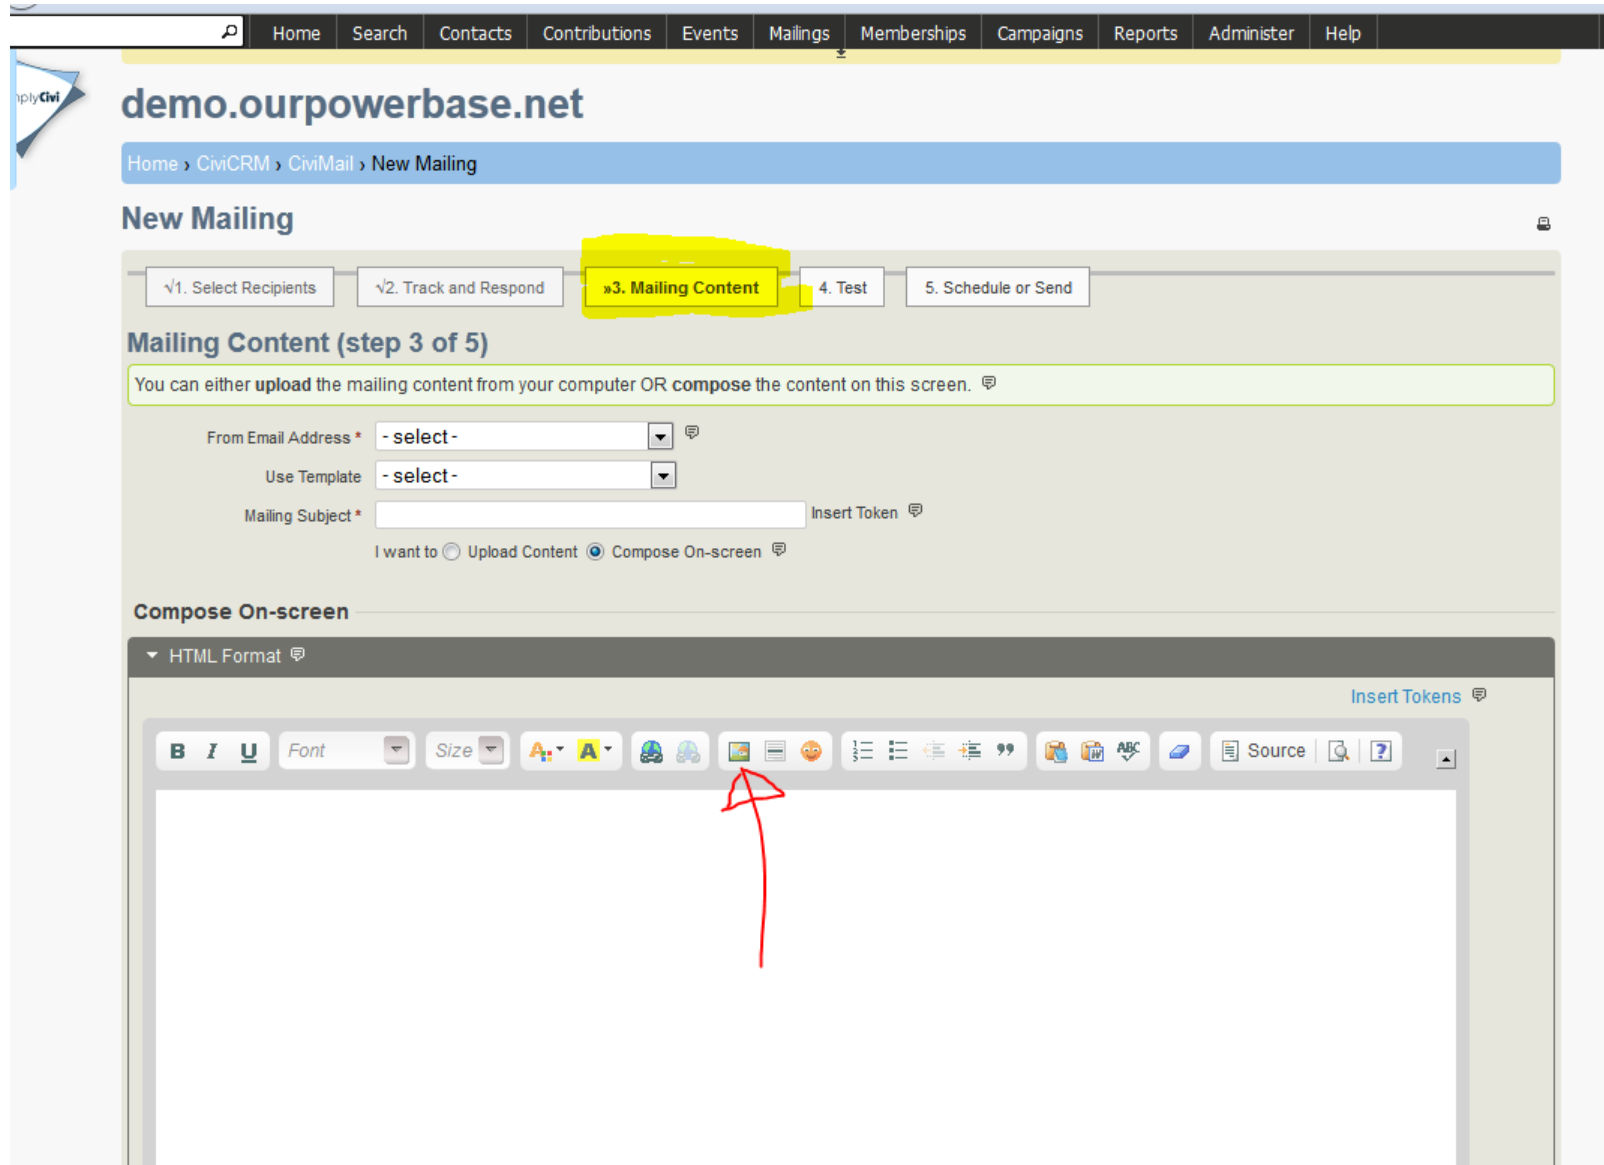 Home Search Contacts Contributions Events Mailings Memberships Campaigns Reports Administer Help
nplyCivi
demo.ourpowerbase.net
Home › CiviCRM › CiviMail › New Mailing
New Mailing
√1. Select Recipients √2. Track and Respond »3. Mailing Content 4. Test 5. Schedule or Send
Mailing Content (step 3 of 5)
You can either upload the mailing content from your computer OR compose the content on this screen.
From Email Address * - select -
Use Template - select -
Mailing Subject * Insert Token
I want to Upload Content Compose On-screen
Compose On-screen
HTML Format
Insert Tokens
B I U Font Size A A ABC Source ?